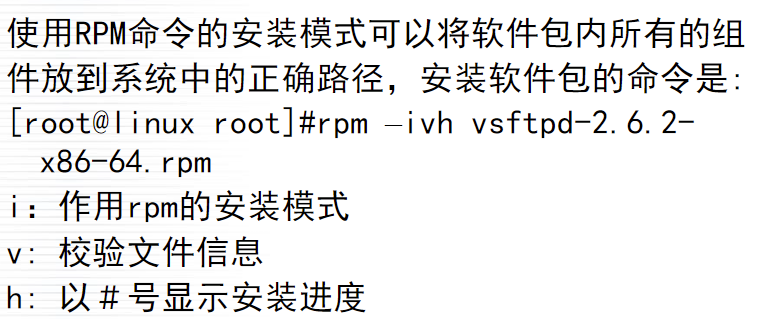 使用RPM命令的安装模式可以将软件包内所有的组
件放到系统中的正确路径，安装软件包的命令是:
[root@linux root]#rpm –ivh vsftpd-2.6.2-
x86-64.rpm
i：作用rpm的安装模式
v: 校验文件信息
h: 以＃号显示安装进度